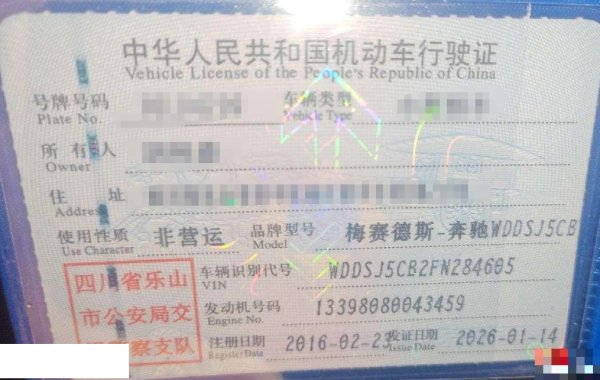 中华人民共和国机动车行驶证
Vehicle License of the People's Republic of China
号牌号码 车辆类型
Plate No. Vehicle Type
所有人
Owner
住址
Address
使用性质 非营运 品牌型号 梅赛德斯-奔驰WDDSJ5CB
Use Character Model
四川省乐山 车辆识别代号 WDDSJ5CB2FN284605
VIN
市公安局交 发动机号码 13398080043459
Engine No.
警察支队 注册日期 2016-02-23 发证日期 2026-01-14
Register Date Issue Date